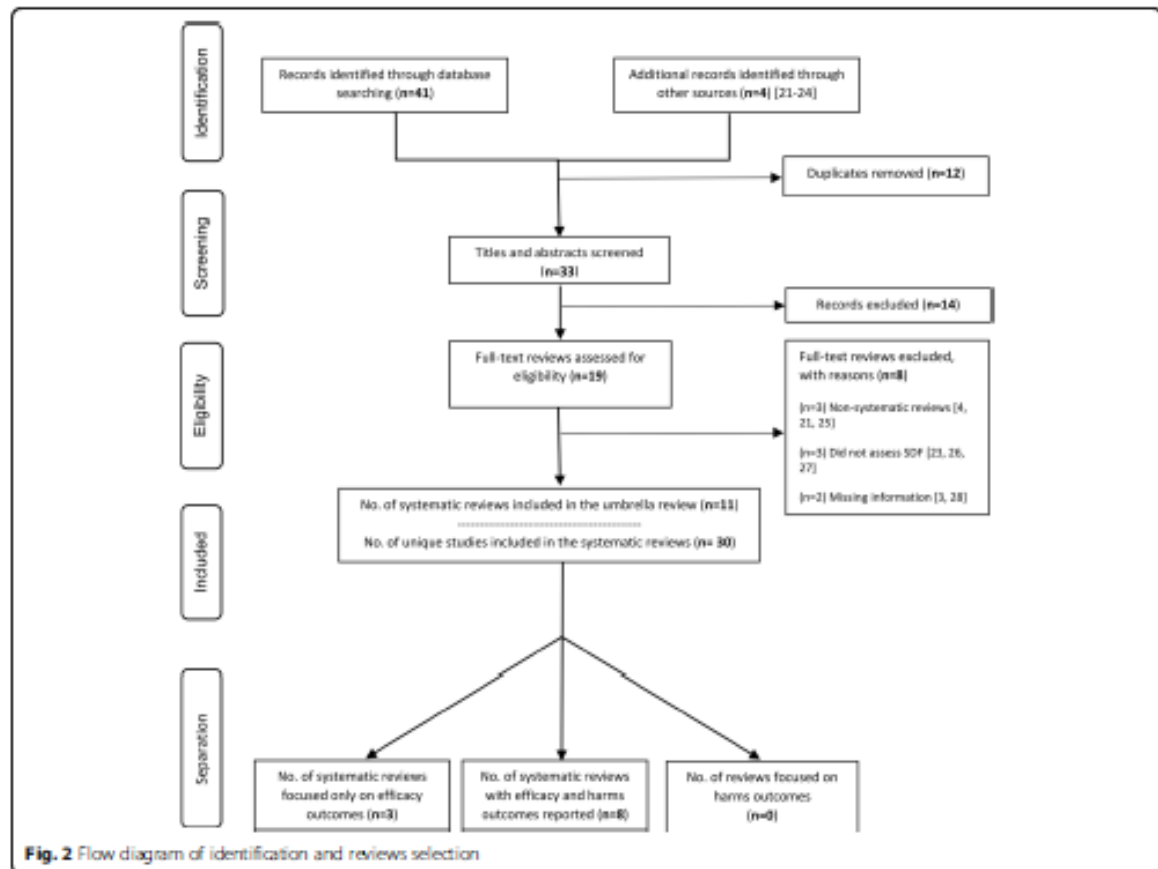 Identification
Records identified through database
searching (n=41)
Additional records identified through
other sources (n=4) [21-24]
Duplicates removed (n=12)
Screening
Titles and abstracts screened
(n=33)
Records excluded (n=14)
Eligibility
Full-text reviews assessed for
eligibility (n=19)
Full-text reviews excluded,
with reasons (n=8)
(n=3) Non-systematic reviews [4,
21, 25]
(n=3) Did not assess SDF [23, 26,
27]
(n=2) Missing information [3, 28]
Included
No. of systematic reviews included in the umbrella review (n=11)
----------------------------------------
No. of unique studies included in the systematic reviews (n= 30)
Separation
No. of systematic reviews
focused only on efficacy
outcomes (n=3)
No. of systematic reviews
with efficacy and harms
outcomes reported (n=8)
No. of reviews focused on
harms outcomes
(n=0)
Fig. 2 Flow diagram of identification and reviews selection